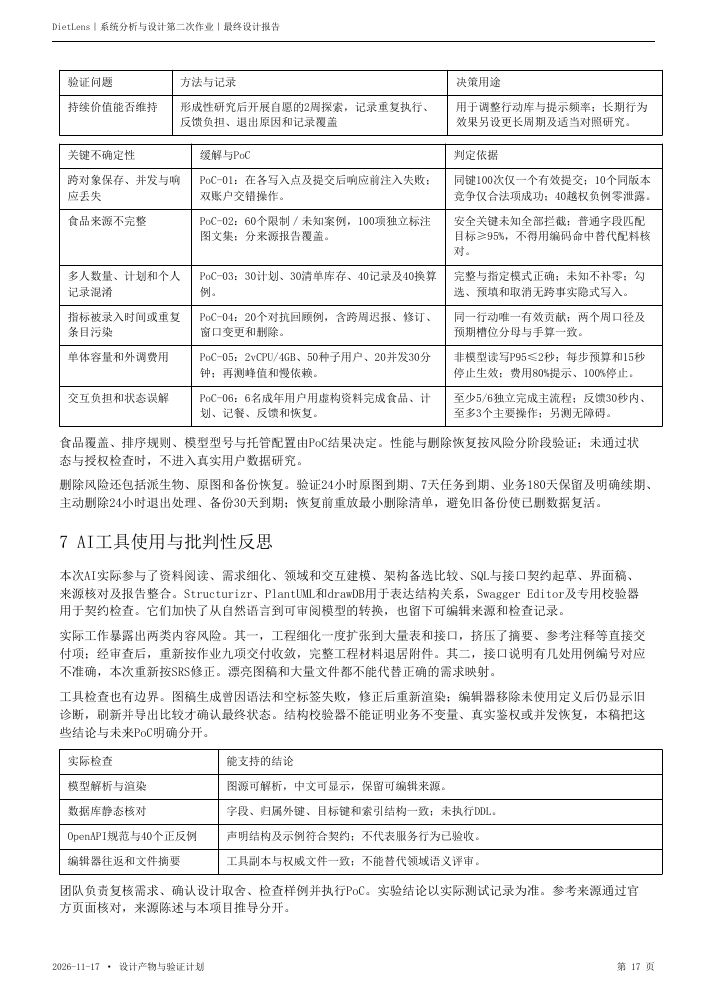 DietLens｜系统分析与设计第二次作业｜最终设计报告
验证问题 方法与记录 决策用途
持续价值能否维持 形成性研究后开展自愿的2周探索，记录重复执行、 用于调整行动库与提示频率；长期行为
反馈负担、退出原因和记录覆盖 效果另设更长周期及适当对照研究。
关键不确定性 缓解与PoC 判定依据
跨对象保存、并发与响 PoC-01：在各写入点及提交后响应前注入失败； 同键100次仅一个有效提交；10个同版本
应丢失 双账户交错操作。 竞争仅合法项成功；40越权负例零泄露。
食品来源不完整 PoC-02：60个限制／未知案例，100项独立标注 安全关键未知全部拦截；普通字段匹配
图文集；分来源报告覆盖。 目标≥95%，不得用编码命中替代配料核
对。
多人数量、计划和个人 PoC-03：30计划、30清单库存、40记录及40换算 完整与指定模式正确；未知不补零；勾
记录混淆 例。 选、预填和取消无跨事实隐式写入。
指标被录入时间或重复 PoC-04：20个对抗回顾例，含跨周迟报、修订、 同一行动唯一有效贡献；两个周口径及
条目污染 窗口变更和删除。 预期槽位分母与手算一致。
单体容量和外调费用 PoC-05：2vCPU/4GB、50种子用户、20并发30分 非模型读写P95≤2秒；每步预算和15秒
钟；再测峰值和慢依赖。 停止生效；费用80%提示、100%停止。
交互负担和状态误解 PoC-06：6名成年用户用虚构资料完成食品、计 至少5/6独立完成主流程；反馈30秒内、
划、记餐、反馈和恢复。 至多3个主要操作；另测无障碍。
食品覆盖、排序规则、模型型号与托管配置由PoC结果决定。性能与删除恢复按风险分阶段验证；未通过状
态与授权检查时，不进入真实用户数据研究。
删除风险还包括派生物、原图和备份恢复。验证24小时原图到期、7天任务到期、业务180天保留及明确续期、
主动删除24小时退出处理、备份30天到期；恢复前重放最小删除清单，避免旧备份使已删数据复活。
7 AI工具使用与批判性反思
本次AI实际参与了资料阅读、需求细化、领域和交互建模、架构备选比较、SQL与接口契约起草、界面稿、
来源核对及报告整合。Structurizr、PlantUML和drawDB用于表达结构关系，Swagger Editor及专用校验器
用于契约检查。它们加快了从自然语言到可审阅模型的转换，也留下可编辑来源和检查记录。
实际工作暴露出两类内容风险。其一，工程细化一度扩张到大量表和接口，挤压了摘要、参考注释等直接交
付项；经审查后，重新按作业九项交付收敛，完整工程材料退居附件。其二，接口说明有几处用例编号对应
不准确，本次重新按SRS修正。漂亮图稿和大量文件都不能代替正确的需求映射。
工具检查也有边界。图稿生成曾因语法和空标签失败，修正后重新渲染；编辑器移除未使用定义后仍显示旧
诊断，刷新并导出比较才确认最终状态。结构校验器不能证明业务不变量、真实鉴权或并发恢复，本稿把这
些结论与未来PoC明确分开。
实际检查 能支持的结论
模型解析与渲染 图源可解析，中文可显示，保留可编辑来源。
数据库静态核对 字段、归属外键、目标键和索引结构一致；未执行DDL。
OpenAPI规范与40个正反例 声明结构及示例符合契约；不代表服务行为已验收。
编辑器往返和文件摘要 工具副本与权威文件一致；不能替代领域语义评审。
团队负责复核需求、确认设计取舍、检查样例并执行PoC。实验结论以实际测试记录为准。参考来源通过官
方页面核对，来源陈述与本项目推导分开。
2026-11-17 • 设计产物与验证计划 第 17 页